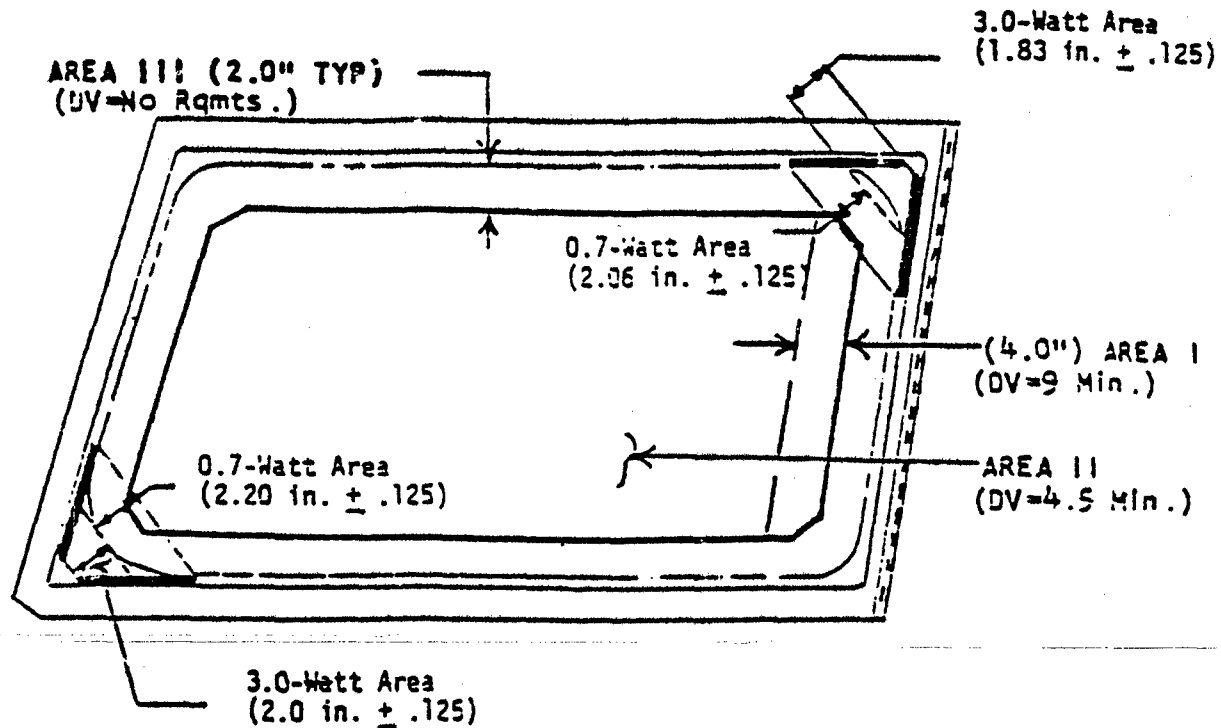 3.0-Watt Area
(1.83 in. ± .125)
AREA III (2.0" TYP)
(DV=No Rqmts.)
0.7-Watt Area
(2.06 in. ± .125)
(4.0") AREA I
(DV=9 Min.)
0.7-Watt Area
(2.20 in. ± .125)
AREA II
(DV=4.5 Min.)
3.0-Watt Area
(2.0 in. ± .125)